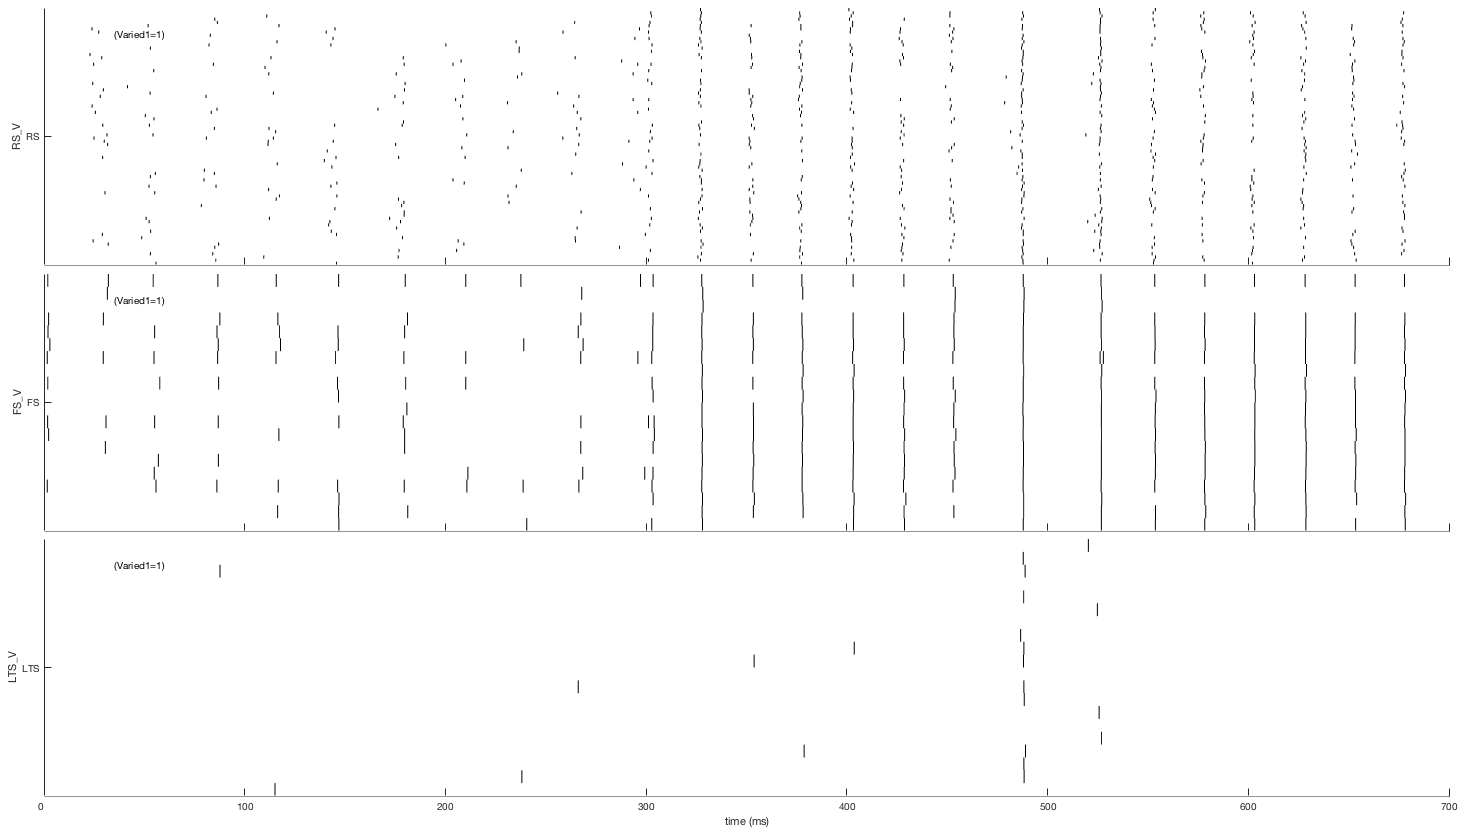 (Varied1=1)
RS_V
RS
(Varied1=1)
FS_V
FS
(Varied1=1)
LTS_V
LTS
0 100 200 300 400 500 600 700
time (ms)